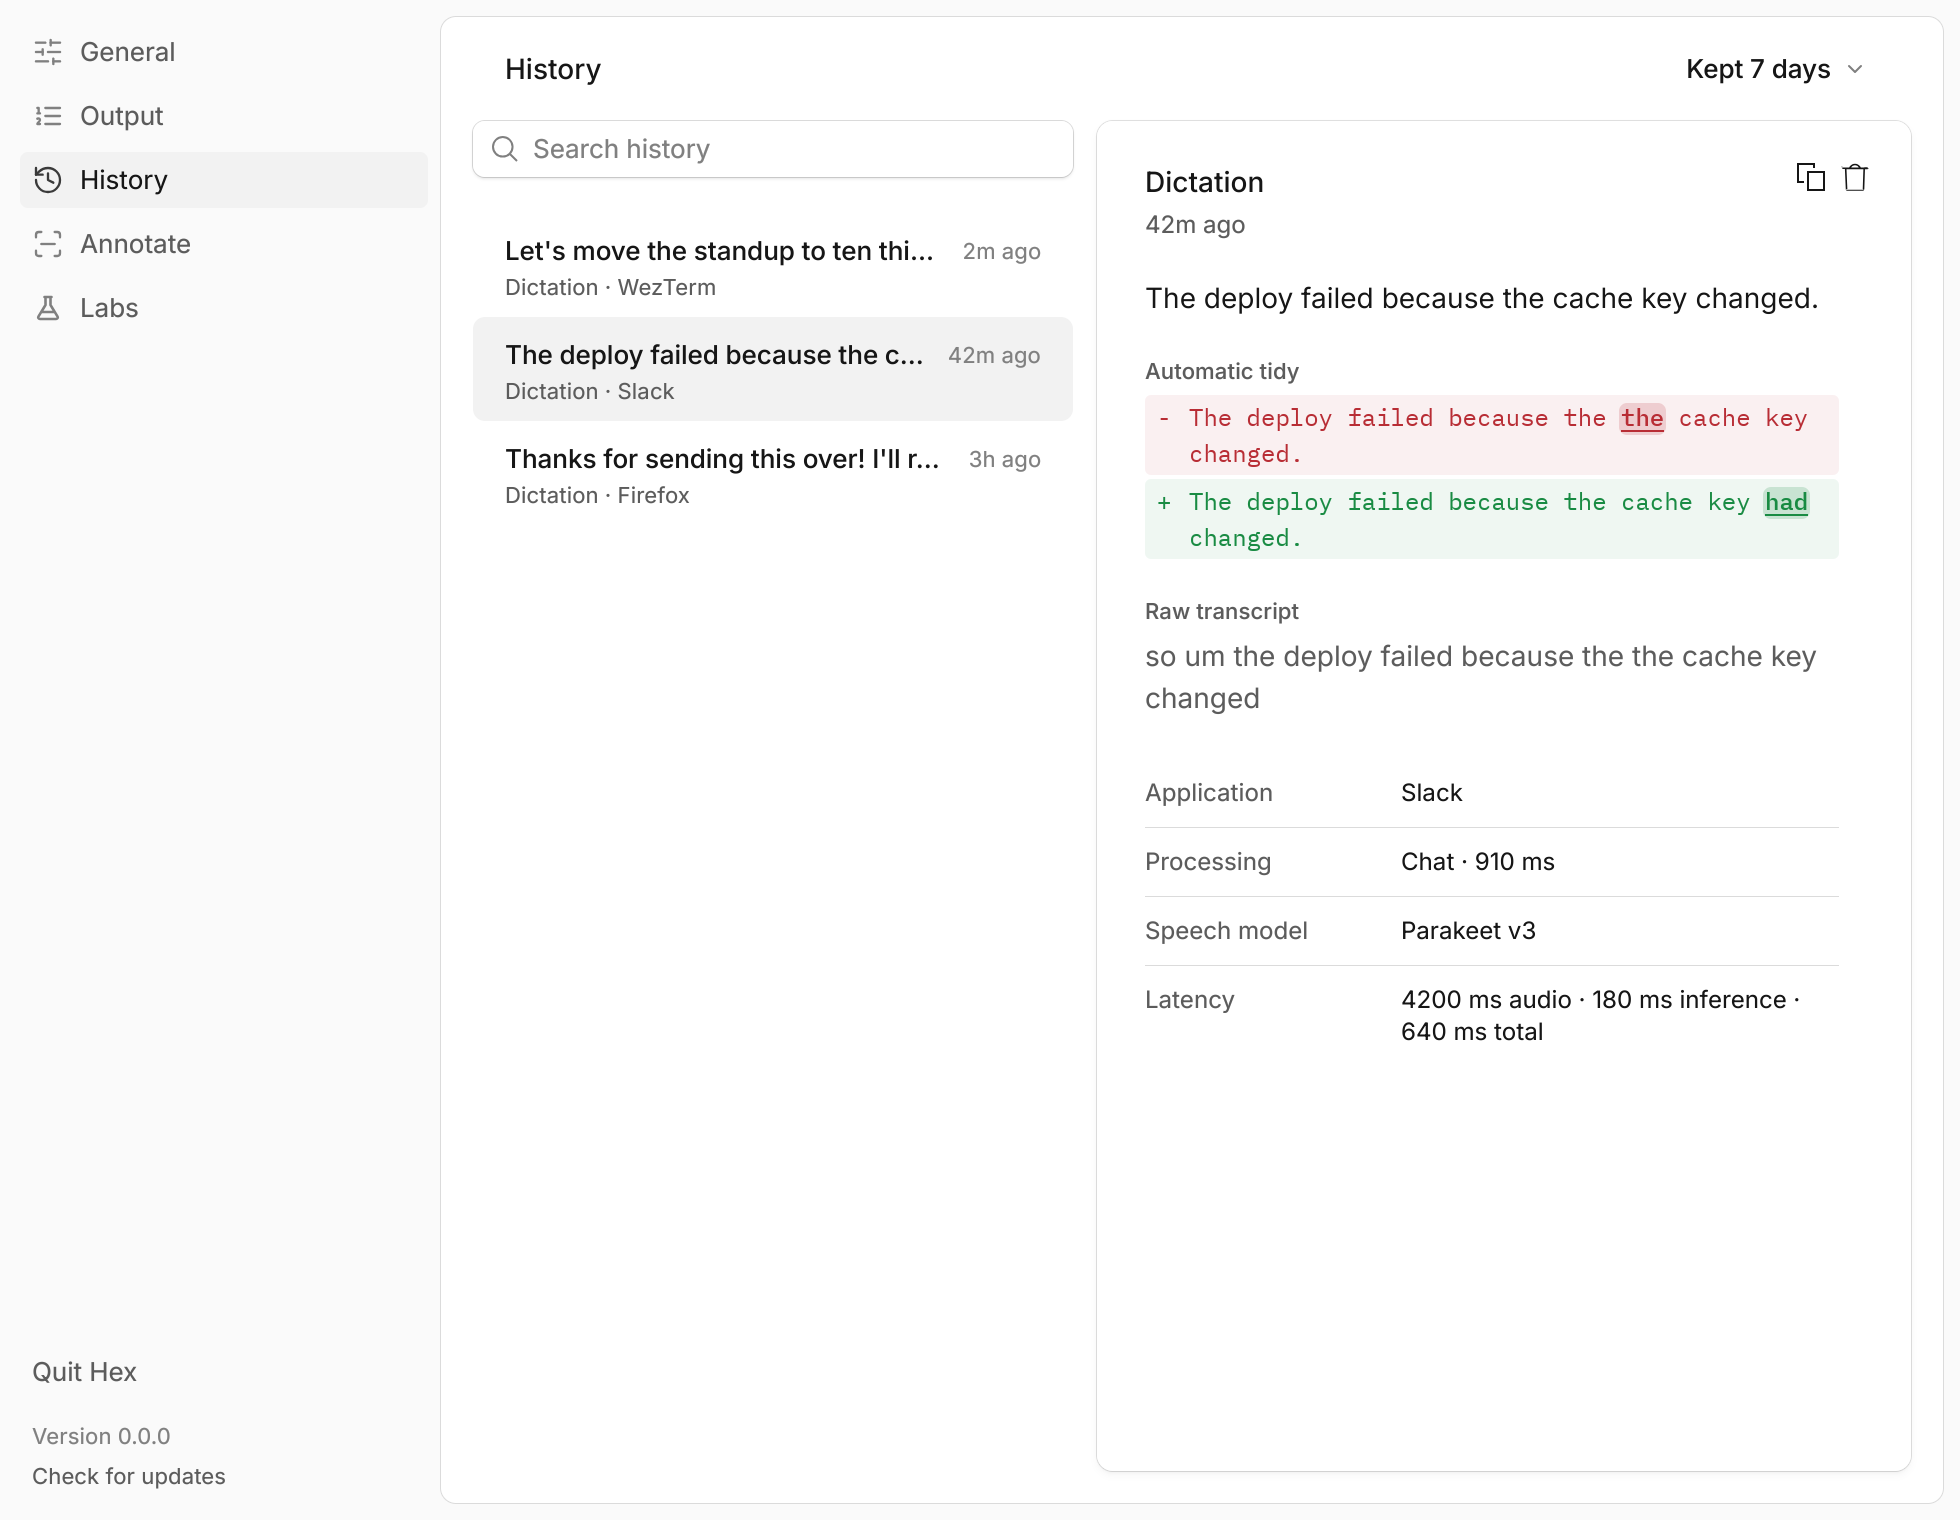 General
Output
History
Annotate
Labs
Quit Hex
Version 0.0.0
Check for updates
History
Kept 7 days
Search history
Let's move the standup to ten thi... 2m ago
Dictation · WezTerm
The deploy failed because the c... 42m ago
Dictation · Slack
Thanks for sending this over! I'll r... 3h ago
Dictation · Firefox
Dictation
42m ago
The deploy failed because the cache key changed.
Automatic tidy
- The deploy failed because the the cache key
changed.
+ The deploy failed because the cache key had
changed.
Raw transcript
so um the deploy failed because the the cache key
changed
Application Slack
Processing Chat · 910 ms
Speech model Parakeet v3
Latency 4200 ms audio · 180 ms inference ·
640 ms total